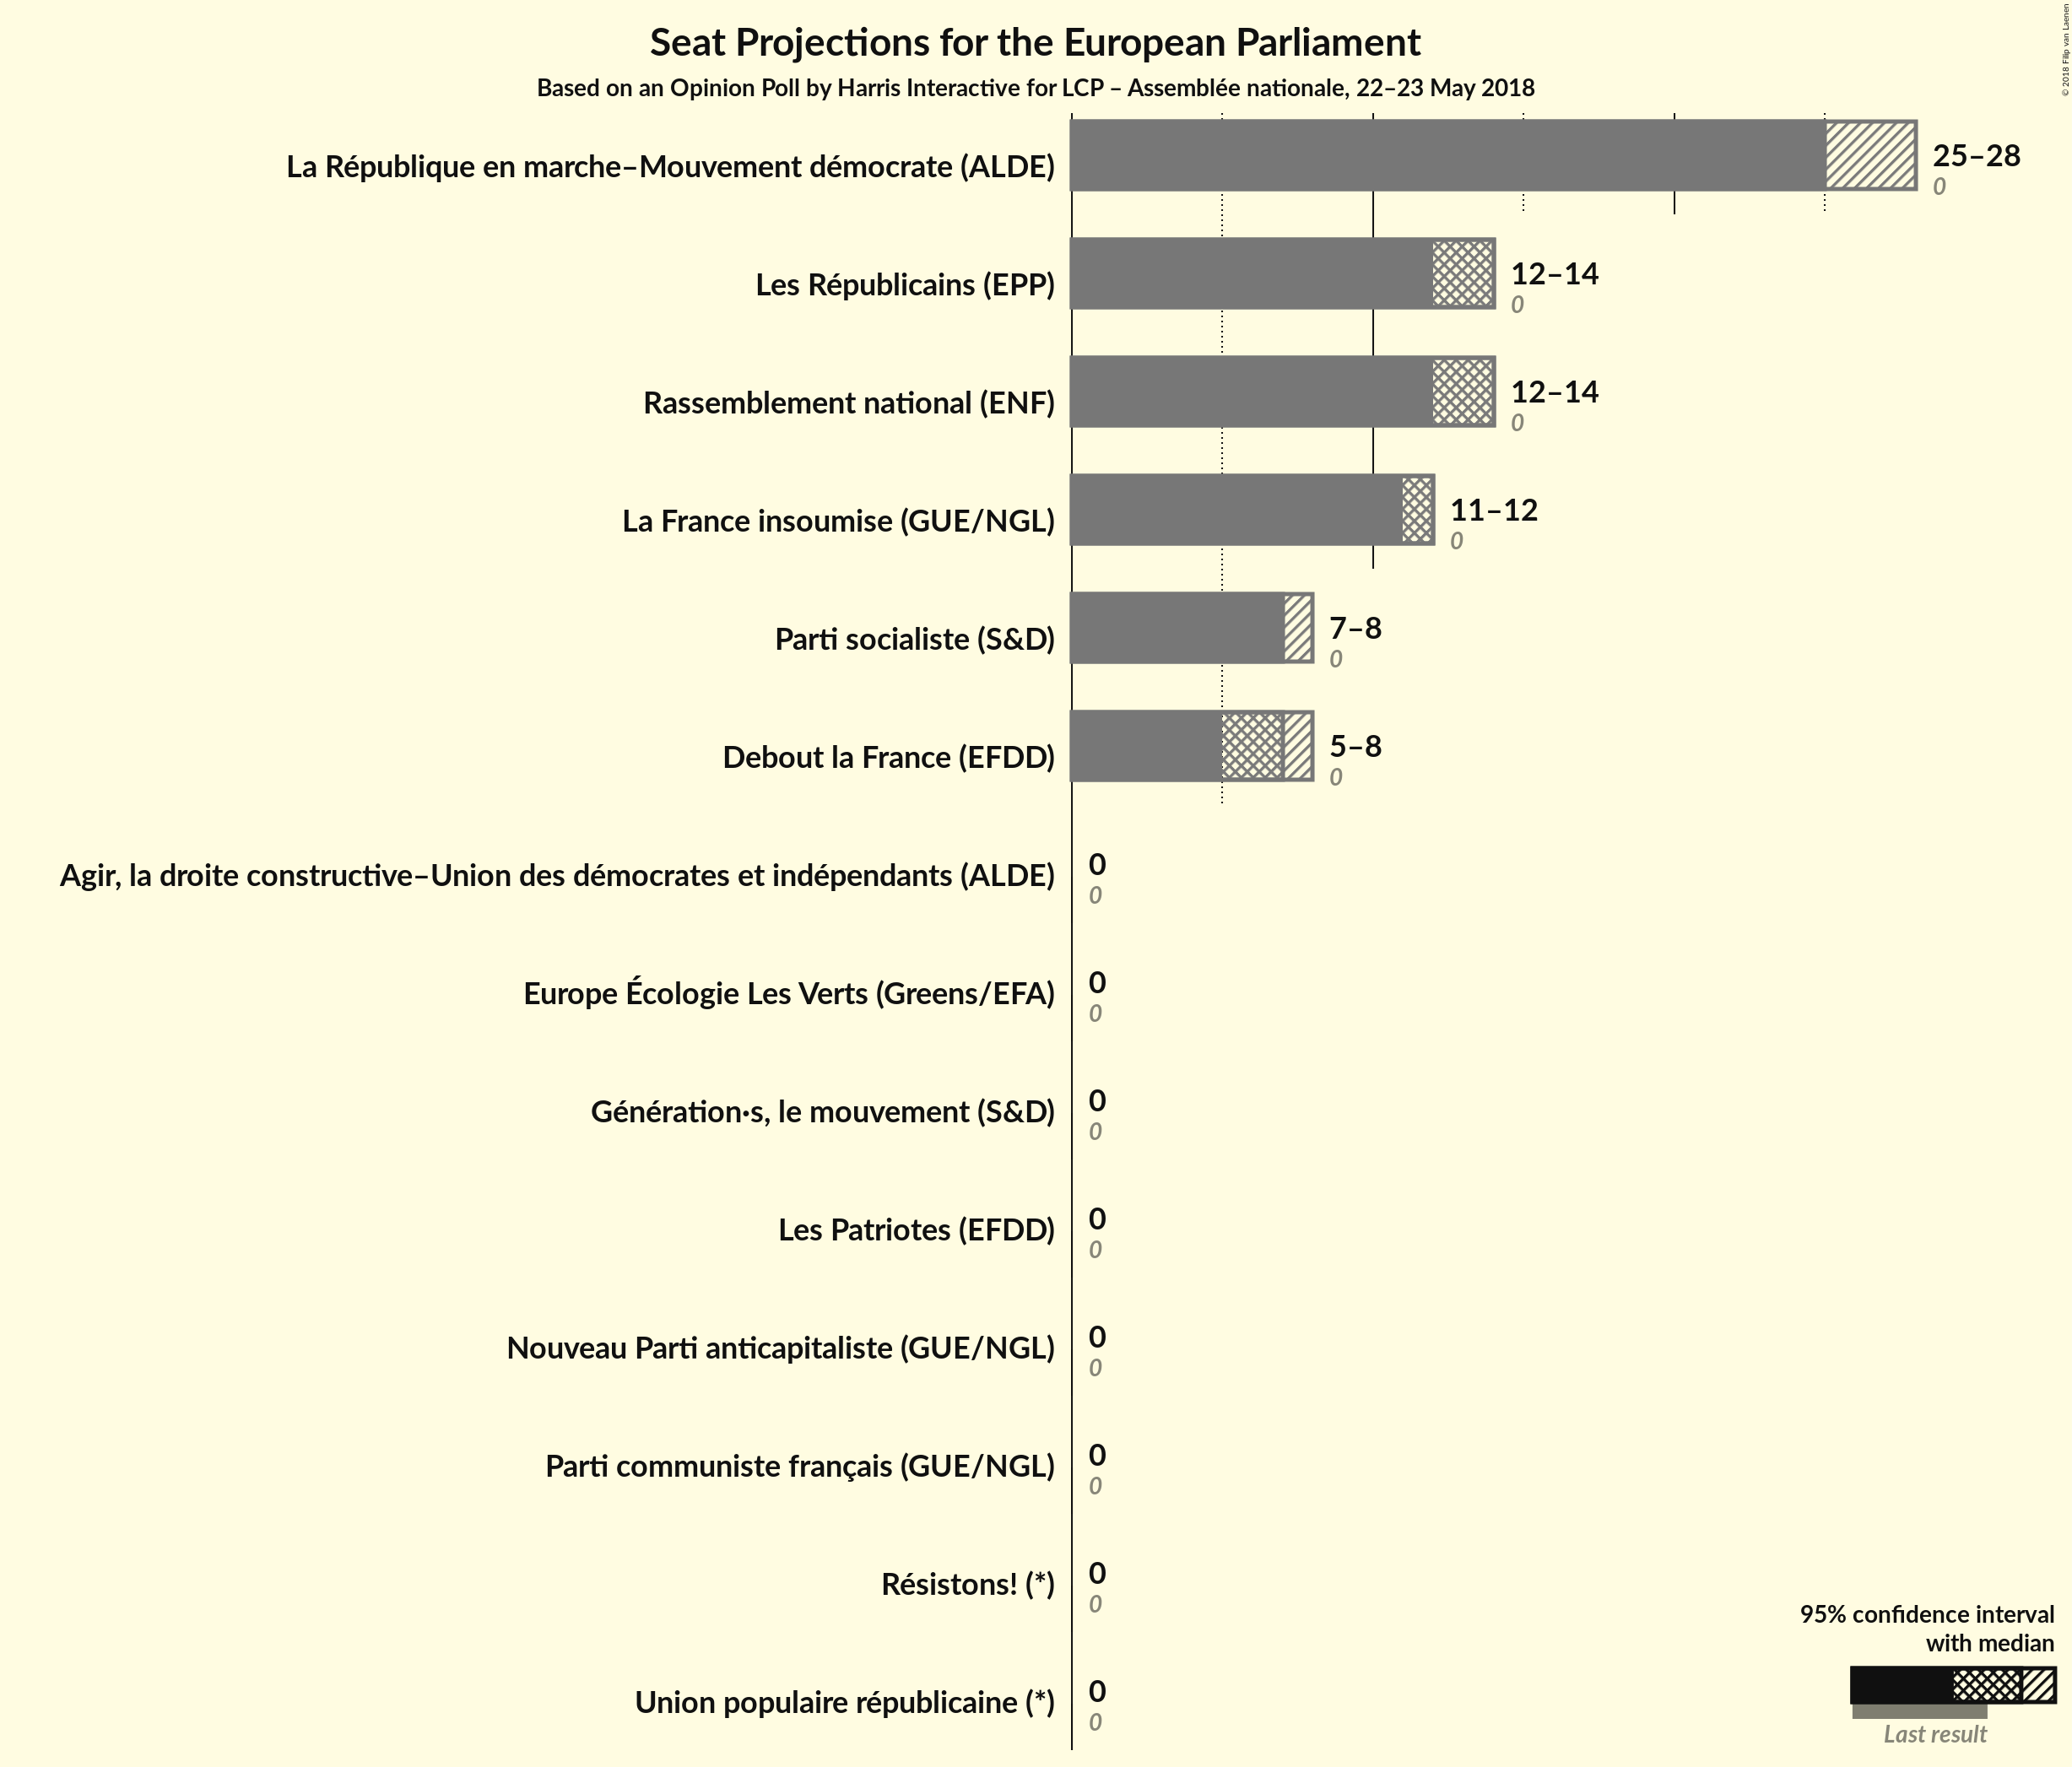 Seat Projections for the European Parliament
Based on an Opinion Poll by Harris Interactive for LCP – Assemblée nationale, 22–23 May 2018
© 2018 Filip van Laenen
La République en marche–Mouvement démocrate (ALDE)
25–28
0
Les Républicains (EPP)
12–14
0
Rassemblement national (ENF)
12–14
0
La France insoumise (GUE/NGL)
11–12
0
Parti socialiste (S&D)
7–8
0
Debout la France (EFDD)
5–8
0
Agir, la droite constructive–Union des démocrates et indépendants (ALDE)
0
0
Europe Écologie Les Verts (Greens/EFA)
0
0
Génération·s, le mouvement (S&D)
0
0
Les Patriotes (EFDD)
0
0
Nouveau Parti anticapitaliste (GUE/NGL)
0
0
Parti communiste français (GUE/NGL)
0
0
Résistons! (*)
0
0
Union populaire républicaine (*)
0
0
95% confidence interval
with median
Last result